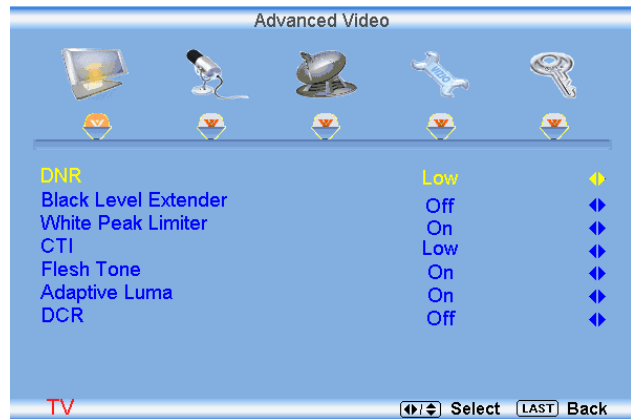 Advanced Video
DNR Low
Black Level Extender Off
White Peak Limiter On
CTI Low
Flesh Tone On
Adaptive Luma On
DCR Off
TV Select LAST Back